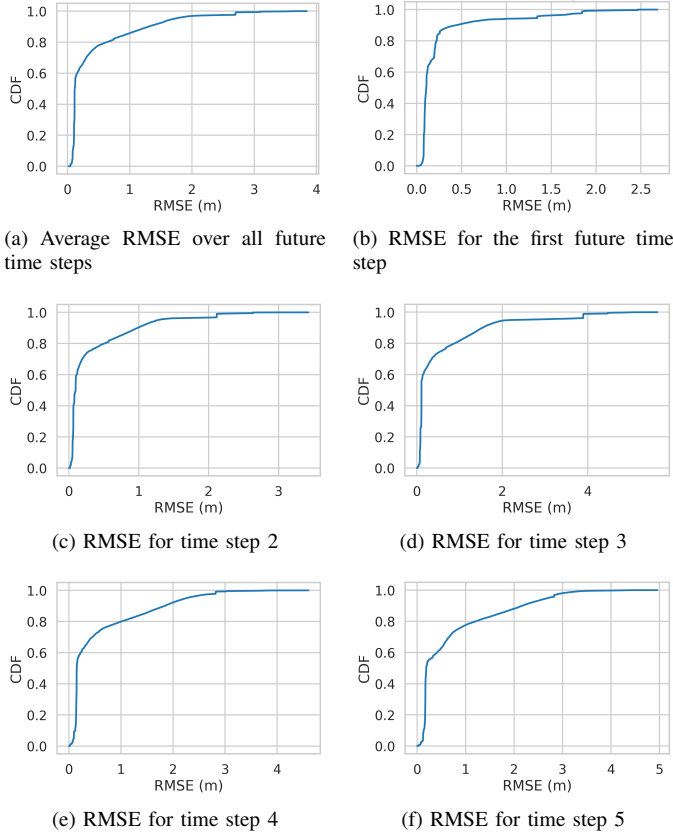 1.0
0.8
0.6
0.4
0.2
0.0
CDF
0 1 2 3 4
RMSE (m)
(a) Average RMSE over all future
time steps
1.0
0.8
0.6
0.4
0.2
0.0
CDF
0.0 0.5 1.0 1.5 2.0 2.5
RMSE (m)
(b) RMSE for the first future time
step
1.0
0.8
0.6
0.4
0.2
0.0
CDF
0 1 2 3
RMSE (m)
(c) RMSE for time step 2
1.0
0.8
0.6
0.4
0.2
0.0
CDF
0 2 4
RMSE (m)
(d) RMSE for time step 3
1.0
0.8
0.6
0.4
0.2
0.0
CDF
0 1 2 3 4
RMSE (m)
(e) RMSE for time step 4
1.0
0.8
0.6
0.4
0.2
0.0
CDF
0 1 2 3 4 5
RMSE (m)
(f) RMSE for time step 5